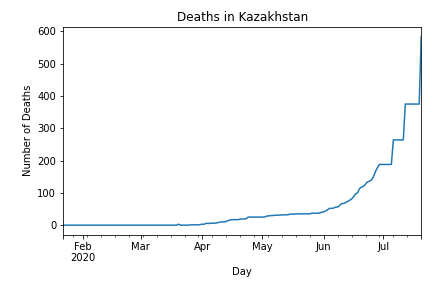 Deaths in Kazakhstan
Number of Deaths
600
500
400
300
200
100
0
Feb
2020
Mar
Apr
May
Jun
Jul
Day